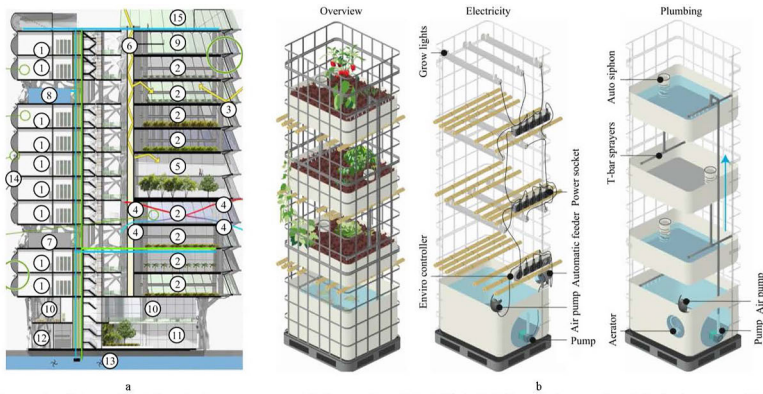 Overview
Electricity
Plumbing
15
1
6
9
1
2
8
2
3
1
2
1
2
1
5
14
1
1
4
2
4
7
4
2
4
1
2
1
2
10
10
12
11
13
Grow lights
Power socket
Automatic feeder
Enviro controller
Air pump
Pump
Auto siphon
T-bar sprayers
Aerator
Air pump
Pump
a
b